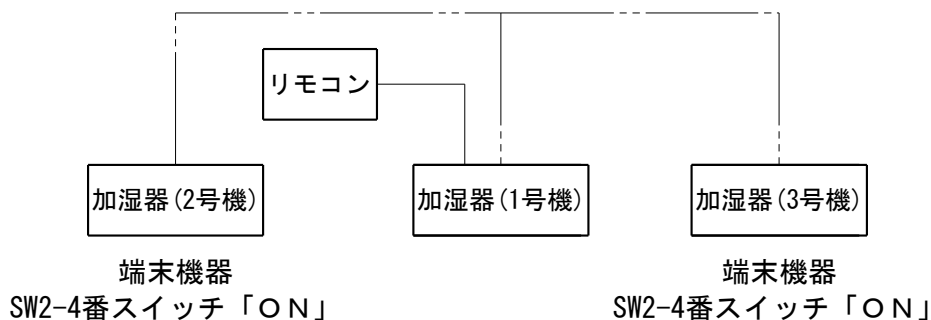 リモコン
加湿器(2号機)
加湿器(1号機)
加湿器(3号機)
端末機器
SW2-4番スイッチ「ON」
端末機器
SW2-4番スイッチ「ON」